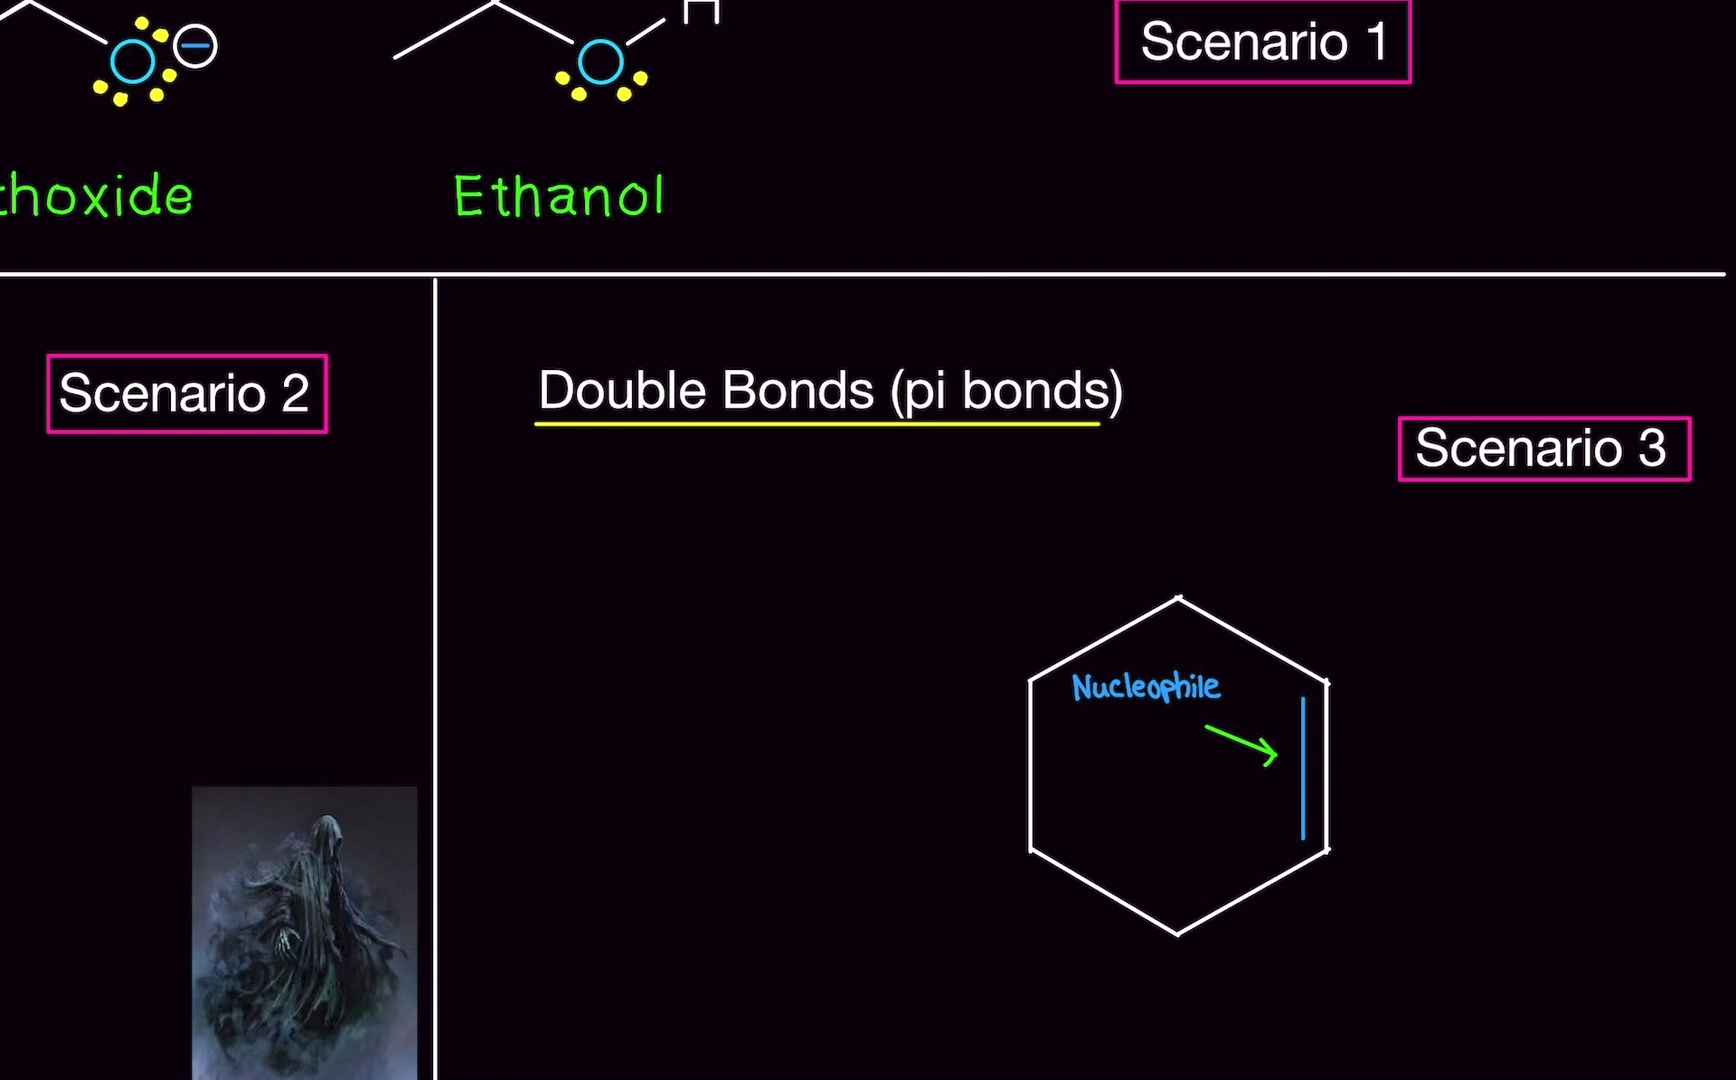 H
Scenario 1
thoxide
Ethanol
Scenario 2
Double Bonds (pi bonds)
Scenario 3
Nucleophile